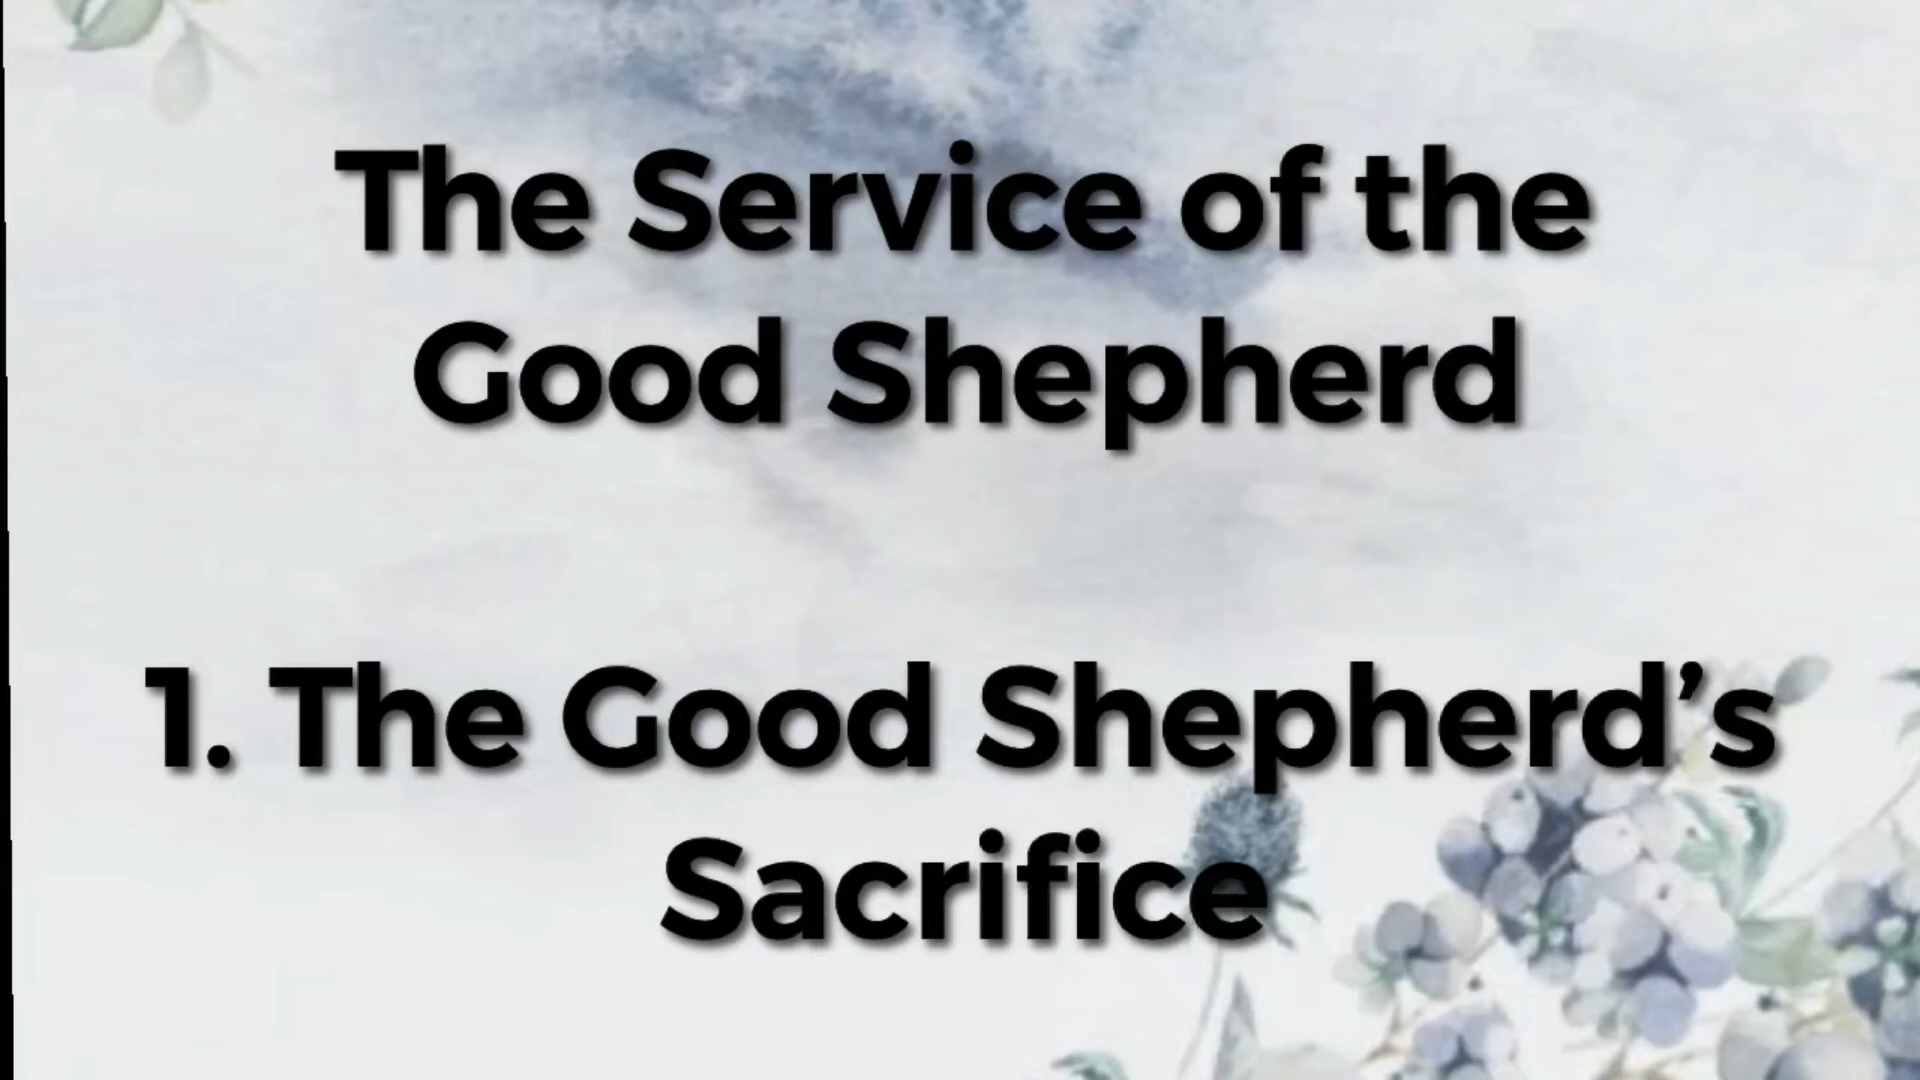 The Service of the
Good Shepherd
1. The Good Shepherd’s
Sacrifice